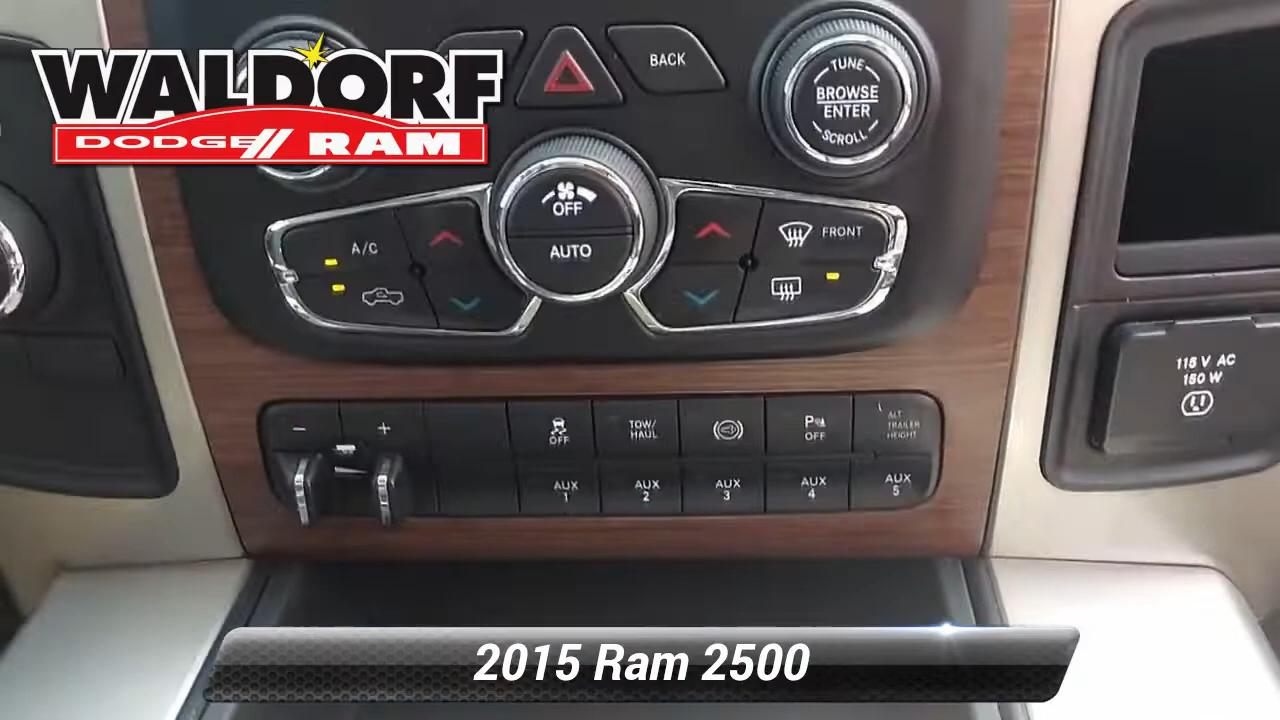 WALDORF
DODGE RAM
BACK
TUNE
BROWSE
ENTER
SCROLL
OFF
AUTO
A/C
FRONT
115 V AC
150 W
- +
OFF
TOW/
HAUL
P
OFF
ALT
TRAILER
HEIGHT
AUX
1
AUX
2
AUX
3
AUX
4
AUX
5
2015 Ram 2500